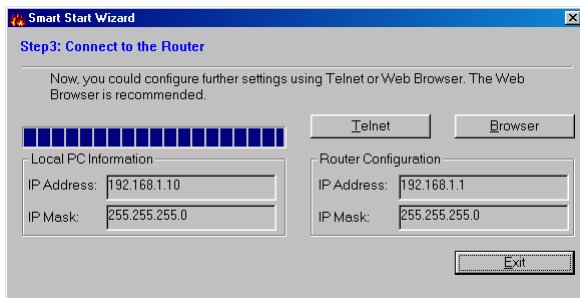 Smart Start Wizard
Step3: Connect to the Router
Now, you could configure further settings using Telnet or Web Browser. The Web
Browser is recommended.
Telnet
Browser
Local PC Information
IP Address: 192.168.1.10
IP Mask: 255.255.255.0
Router Configuration
IP Address: 192.168.1.1
IP Mask: 255.255.255.0
Exit